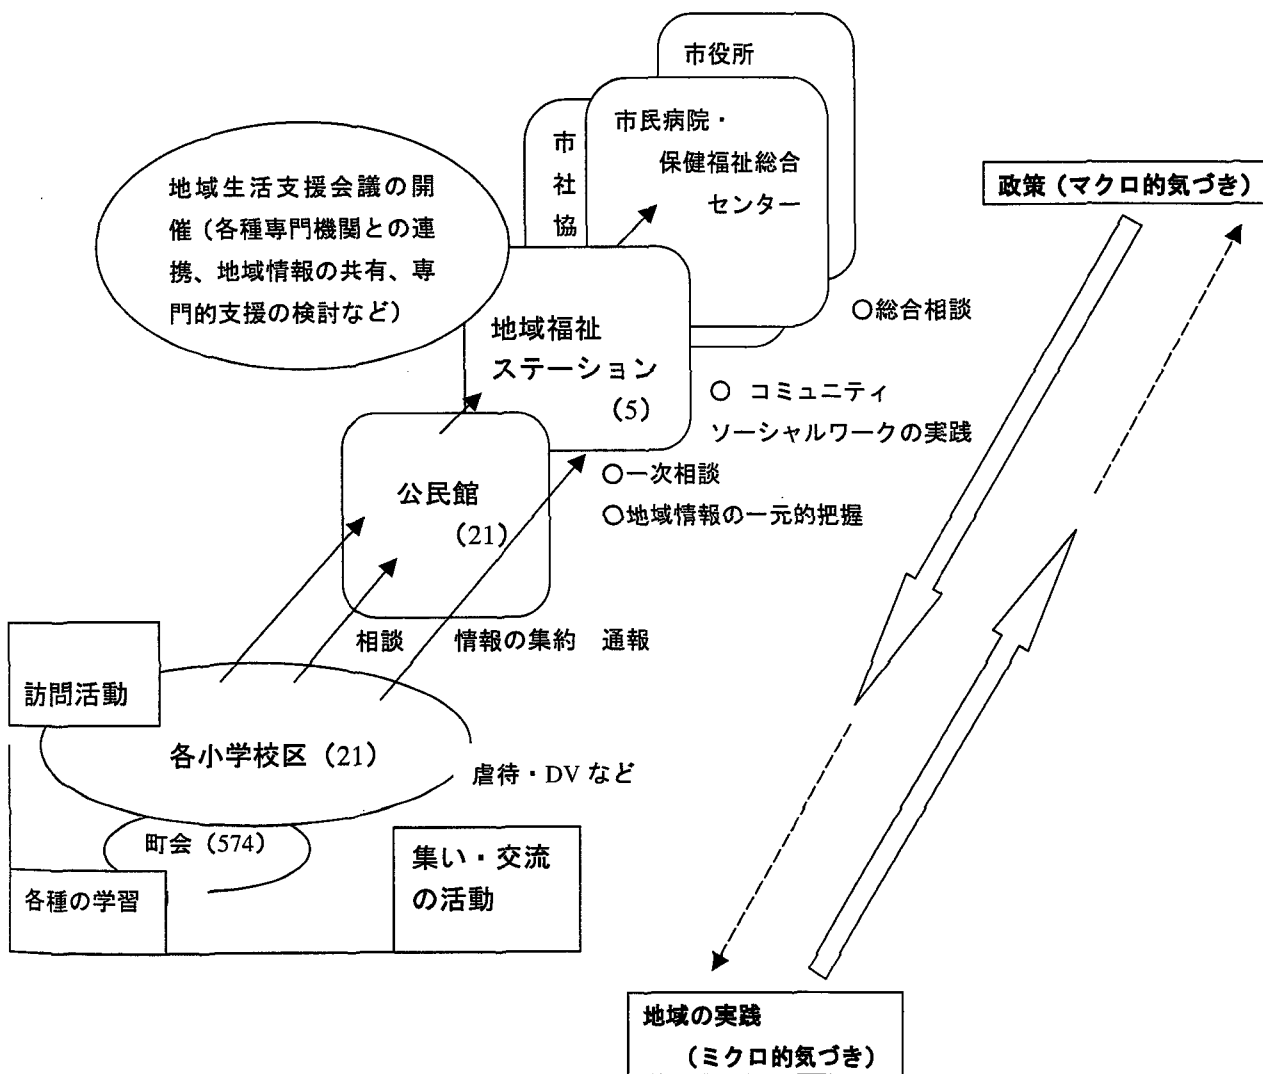 市役所
市民病院・
保健福祉総合
センター
市
社
協
地域生活支援会議の開
催（各種専門機関との連
携、地域情報の共有、専
門的支援の検討など）
政策（マクロ的気づき）
○総合相談
地域福祉
ステーション
（5）
○ コミュニティ
ソーシャルワークの実践
○一次相談
○地域情報の一元的把握
公民館
（21）
相談 情報の集約 通報
訪問活動
各小学校区（21）
虐待・DV など
町会（574）
集い・交流
の活動
各種の学習
地域の実践
（ミクロ的気づき）